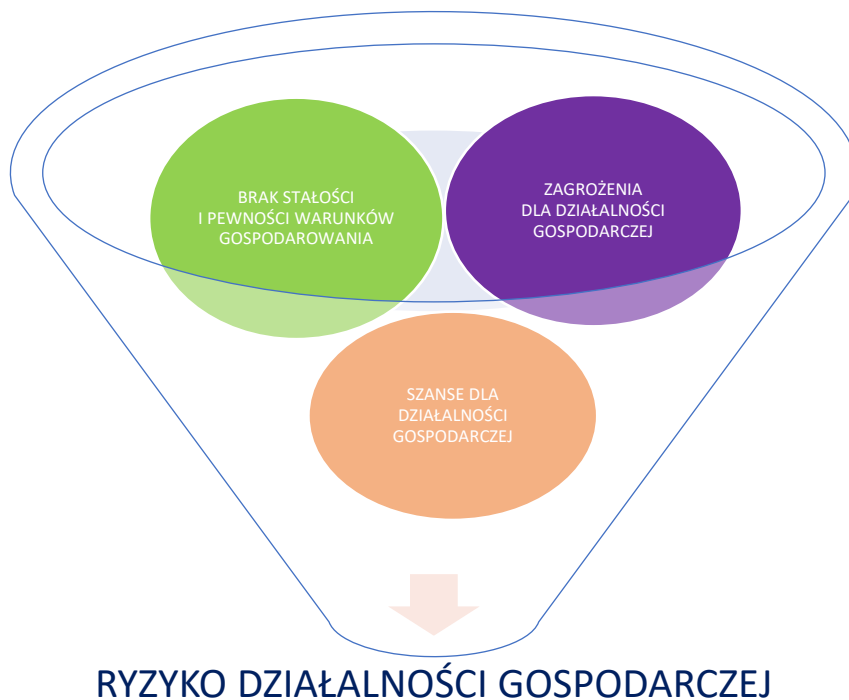 BRAK STAŁOŚCI
I PEWNOŚCI WARUNKÓW
GOSPODAROWANIA
ZAGROŻENIA
DLA DZIAŁALNOŚCI
GOSPODARCZEJ
SZANSE DLA
DZIAŁALNOŚCI
GOSPODARCZEJ
RYZYKO DZIAŁALNOŚCI GOSPODARCZEJ